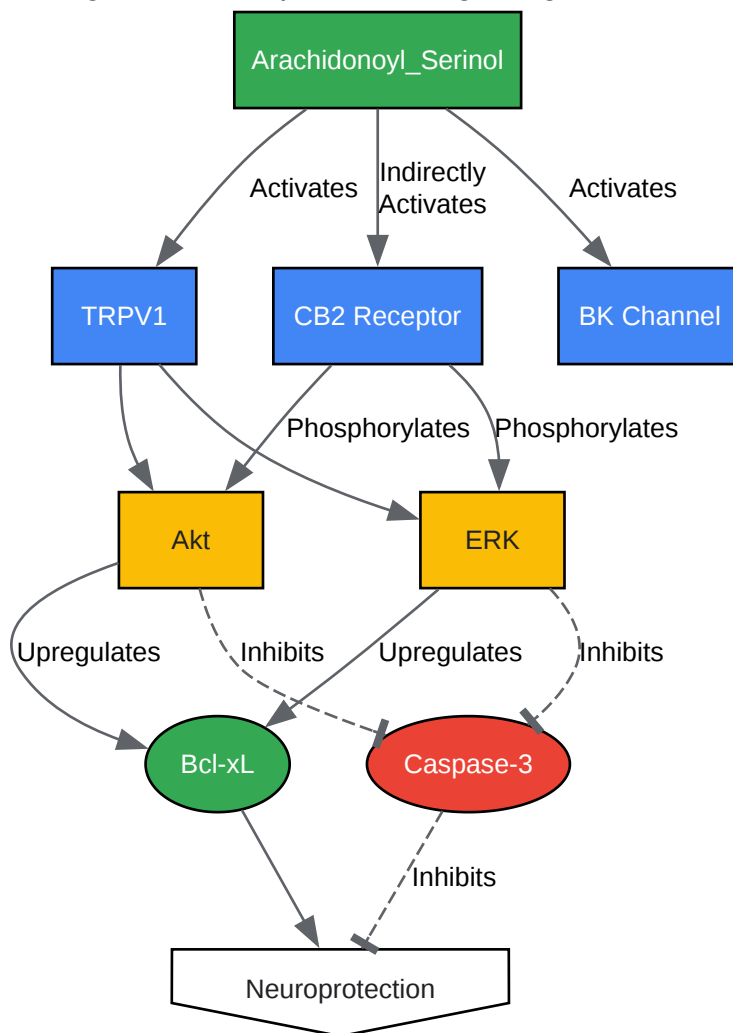 Arachidonoyl_Serinol
Activates
Indirectly
Activates
Activates
TRPV1
CB2 Receptor
BK Channel
Phosphorylates
Phosphorylates
Akt
ERK
Upregulates
Inhibits
Upregulates
Inhibits
Bcl-xL
Caspase-3
Inhibits
Neuroprotection